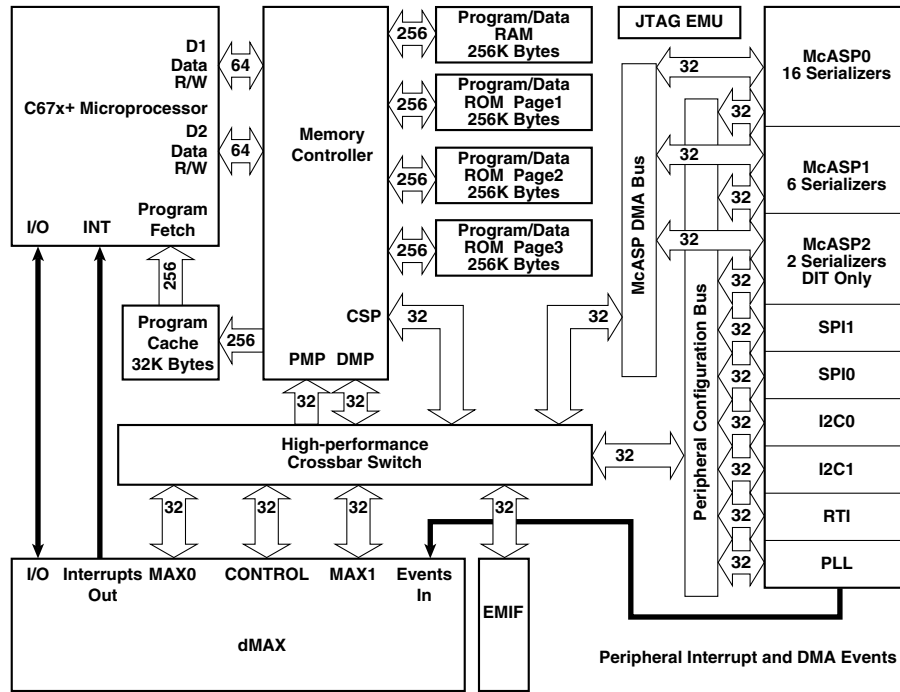 D1
Data
R/W
64
C67x+ Microprocessor
D2
Data
R/W
64
I/O
INT
Program
Fetch
256
Program
Cache
32K Bytes
256
Memory
Controller
CSP
32
PMP
DMP
32
32
256
Program/Data
RAM
256K Bytes
256
Program/Data
ROM Page1
256K Bytes
256
Program/Data
ROM Page2
256K Bytes
256
Program/Data
ROM Page3
256K Bytes
JTAG EMU
McASP DMA Bus
32
Peripheral Configuration Bus
32
32
McASP0
16 Serializers
32
32
McASP1
6 Serializers
32
32
McASP2
2 Serializers
DIT Only
32
32
SPI1
32
SPI0
32
I2C0
32
I2C1
32
RTI
32
PLL
32
High-performance
Crossbar Switch
32
32
32
32
I/O
Interrupts
Out
MAX0
CONTROL
MAX1
Events
In
dMAX
EMIF
Peripheral Interrupt and DMA Events